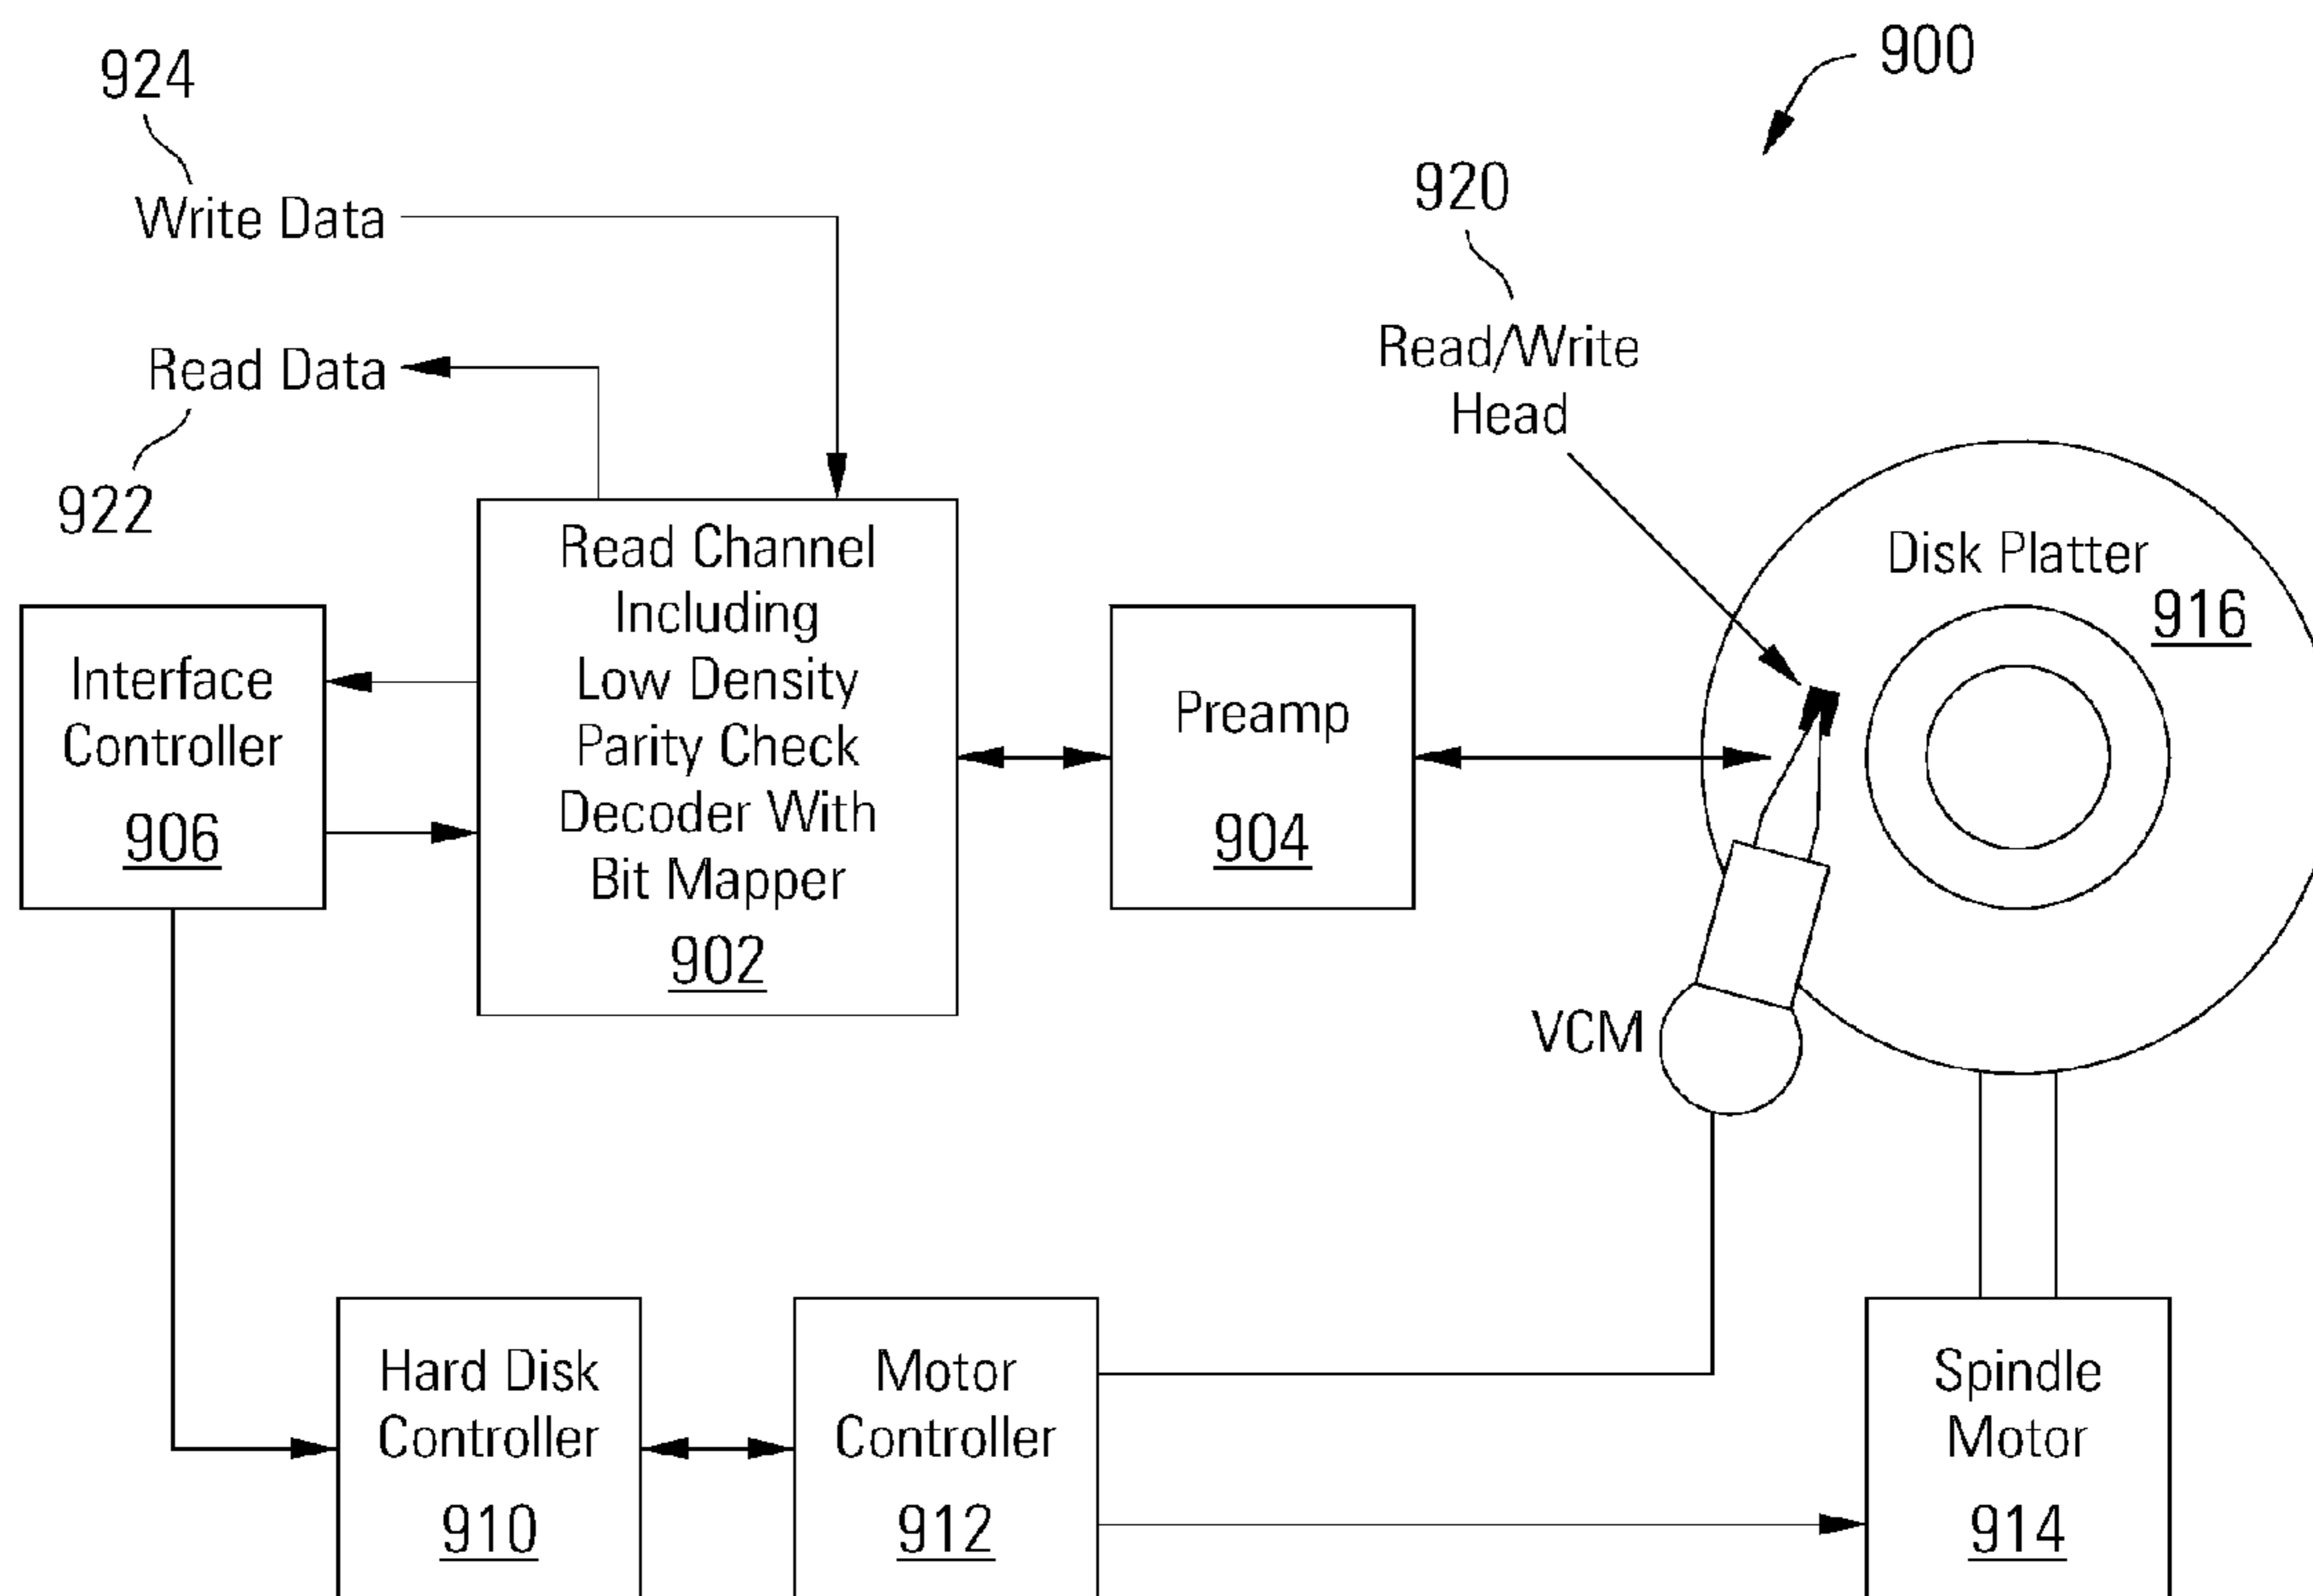 900
924
Write Data
920
Read/Write
Head
Read Data
922
Read Channel
Including
Low Density
Parity Check
Decoder With
Bit Mapper
902
Interface
Controller
906
Preamp
904
Disk Platter
916
VCM
Hard Disk
Controller
910
Motor
Controller
912
Spindle
Motor
914